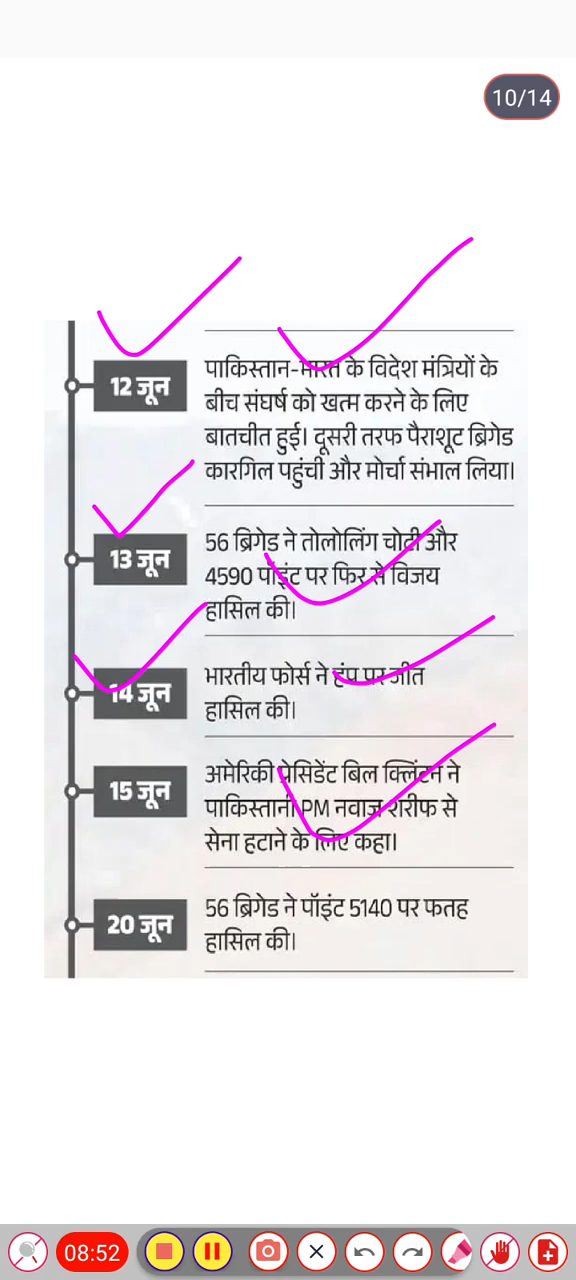 10/14
12 जून
पाकिस्तान-भारत के विदेश मंत्रियों के
बीच संघर्ष को खत्म करने के लिए
बातचीत हुई। दूसरी तरफ पैराशूट ब्रिगेड
कारगिल पहुंची और मोर्चा संभाल लिया।
13 जून
56 ब्रिगेड ने तोलोलिंग चोटी और
4590 पॉइंट पर फिर से विजय
हासिल की।
14 जून
भारतीय फोर्स ने हंप पर जीत
हासिल की।
15 जून
अमेरिकी प्रेसिडेंट बिल क्लिंटन ने
पाकिस्तानी PM नवाज शरीफ से
सेना हटाने के लिए कहा।
20 जून
56 ब्रिगेड ने पॉइंट 5140 पर फतह
हासिल की।
08:52